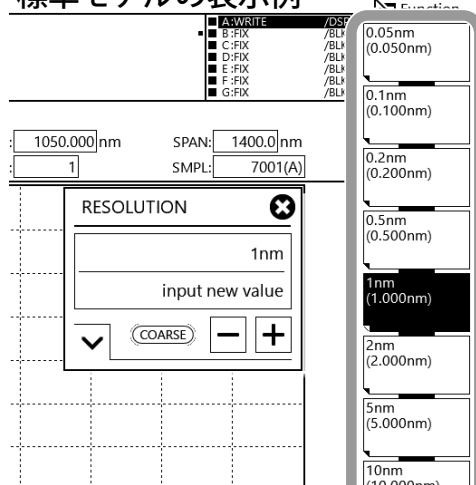 標準モデルの表示例
Function
A:WRITE /DSP
B:FIX /BLK
C:FIX /BLK
D:FIX /BLK
E:FIX /BLK
F:FIX /BLK
G:FIX /BLK
0.05nm
(0.050nm)
0.1nm
(0.100nm)
0.2nm
(0.200nm)
0.5nm
(0.500nm)
1nm
(1.000nm)
2nm
(2.000nm)
5nm
(5.000nm)
10nm
(10.000nm)
: 1050.000 nm SPAN: 1400.0 nm
: 1 SMPL: 7001(A)
RESOLUTION
1nm
input new value
COARSE